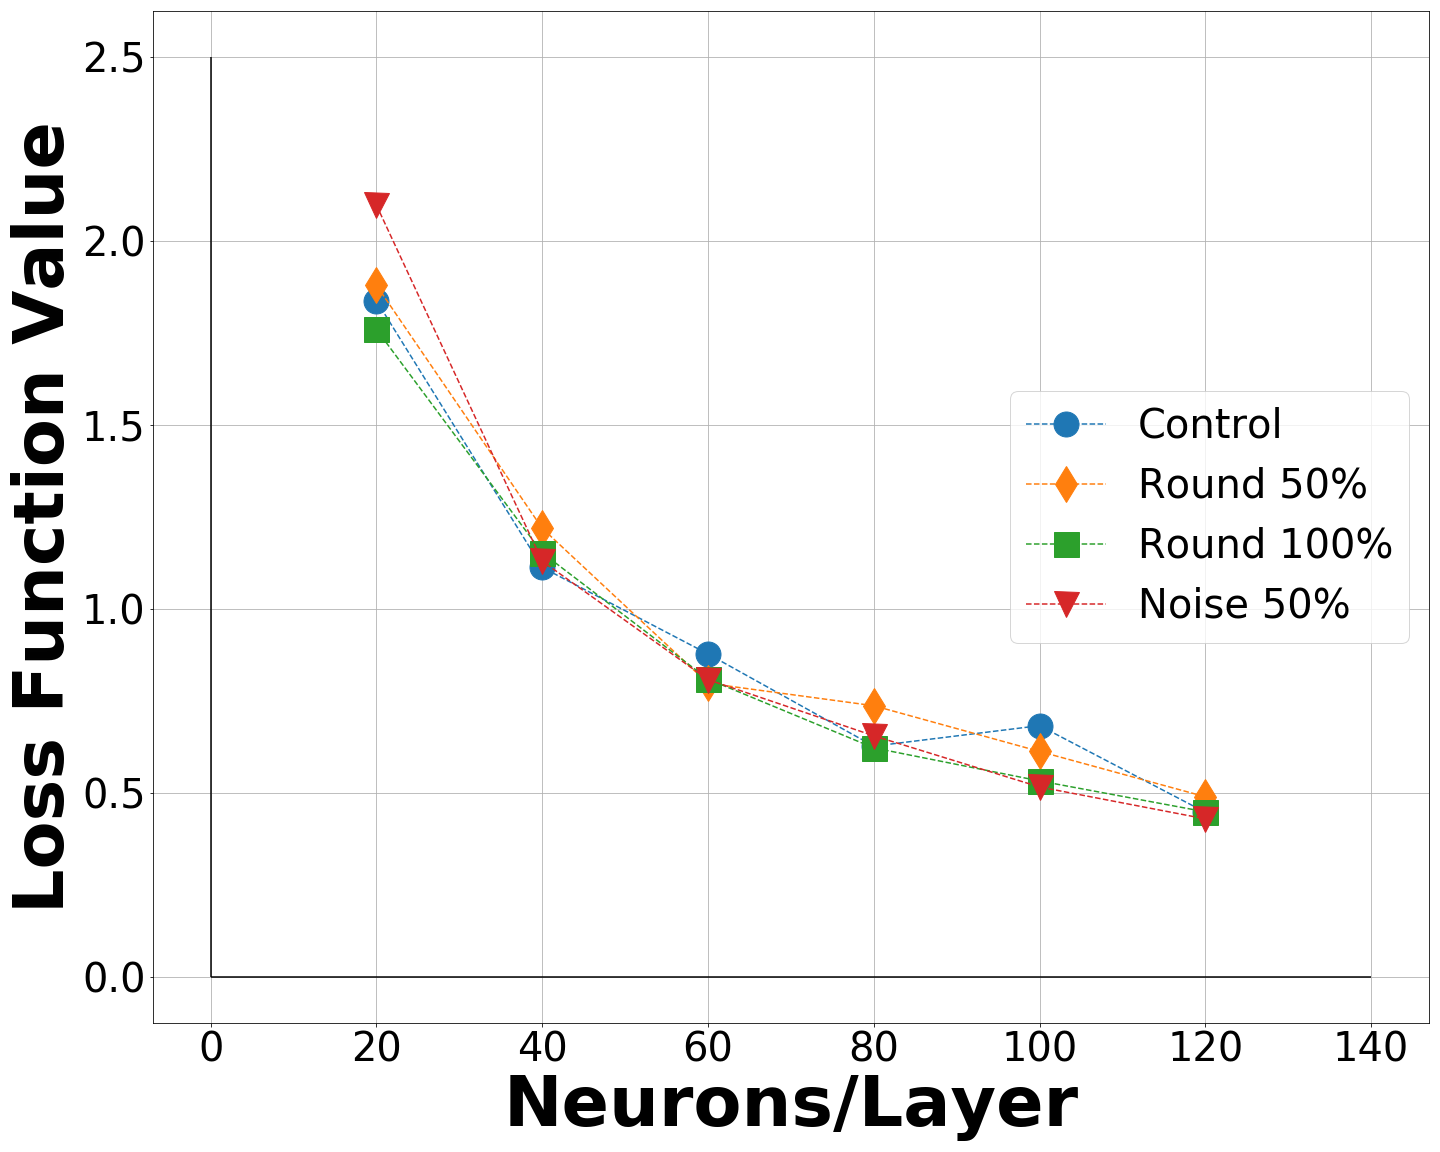 Loss Function Value
2.5
2.0
1.5
1.0
0.5
0.0
Control
Round 50%
Round 100%
Noise 50%
0 20 40 60 80 100 120 140
Neurons/Layer